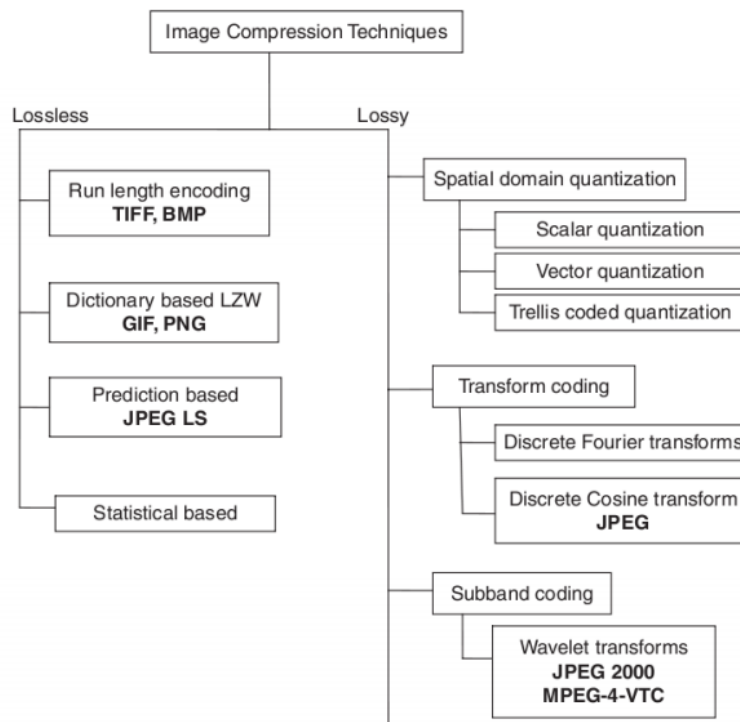 Image Compression Techniques
Lossless
Lossy
Run length encoding
TIFF, BMP
Dictionary based LZW
GIF, PNG
Prediction based
JPEG LS
Statistical based
Spatial domain quantization
Scalar quantization
Vector quantization
Trellis coded quantization
Transform coding
Discrete Fourier transforms
Discrete Cosine transform
JPEG
Subband coding
Wavelet transforms
JPEG 2000
MPEG-4-VTC